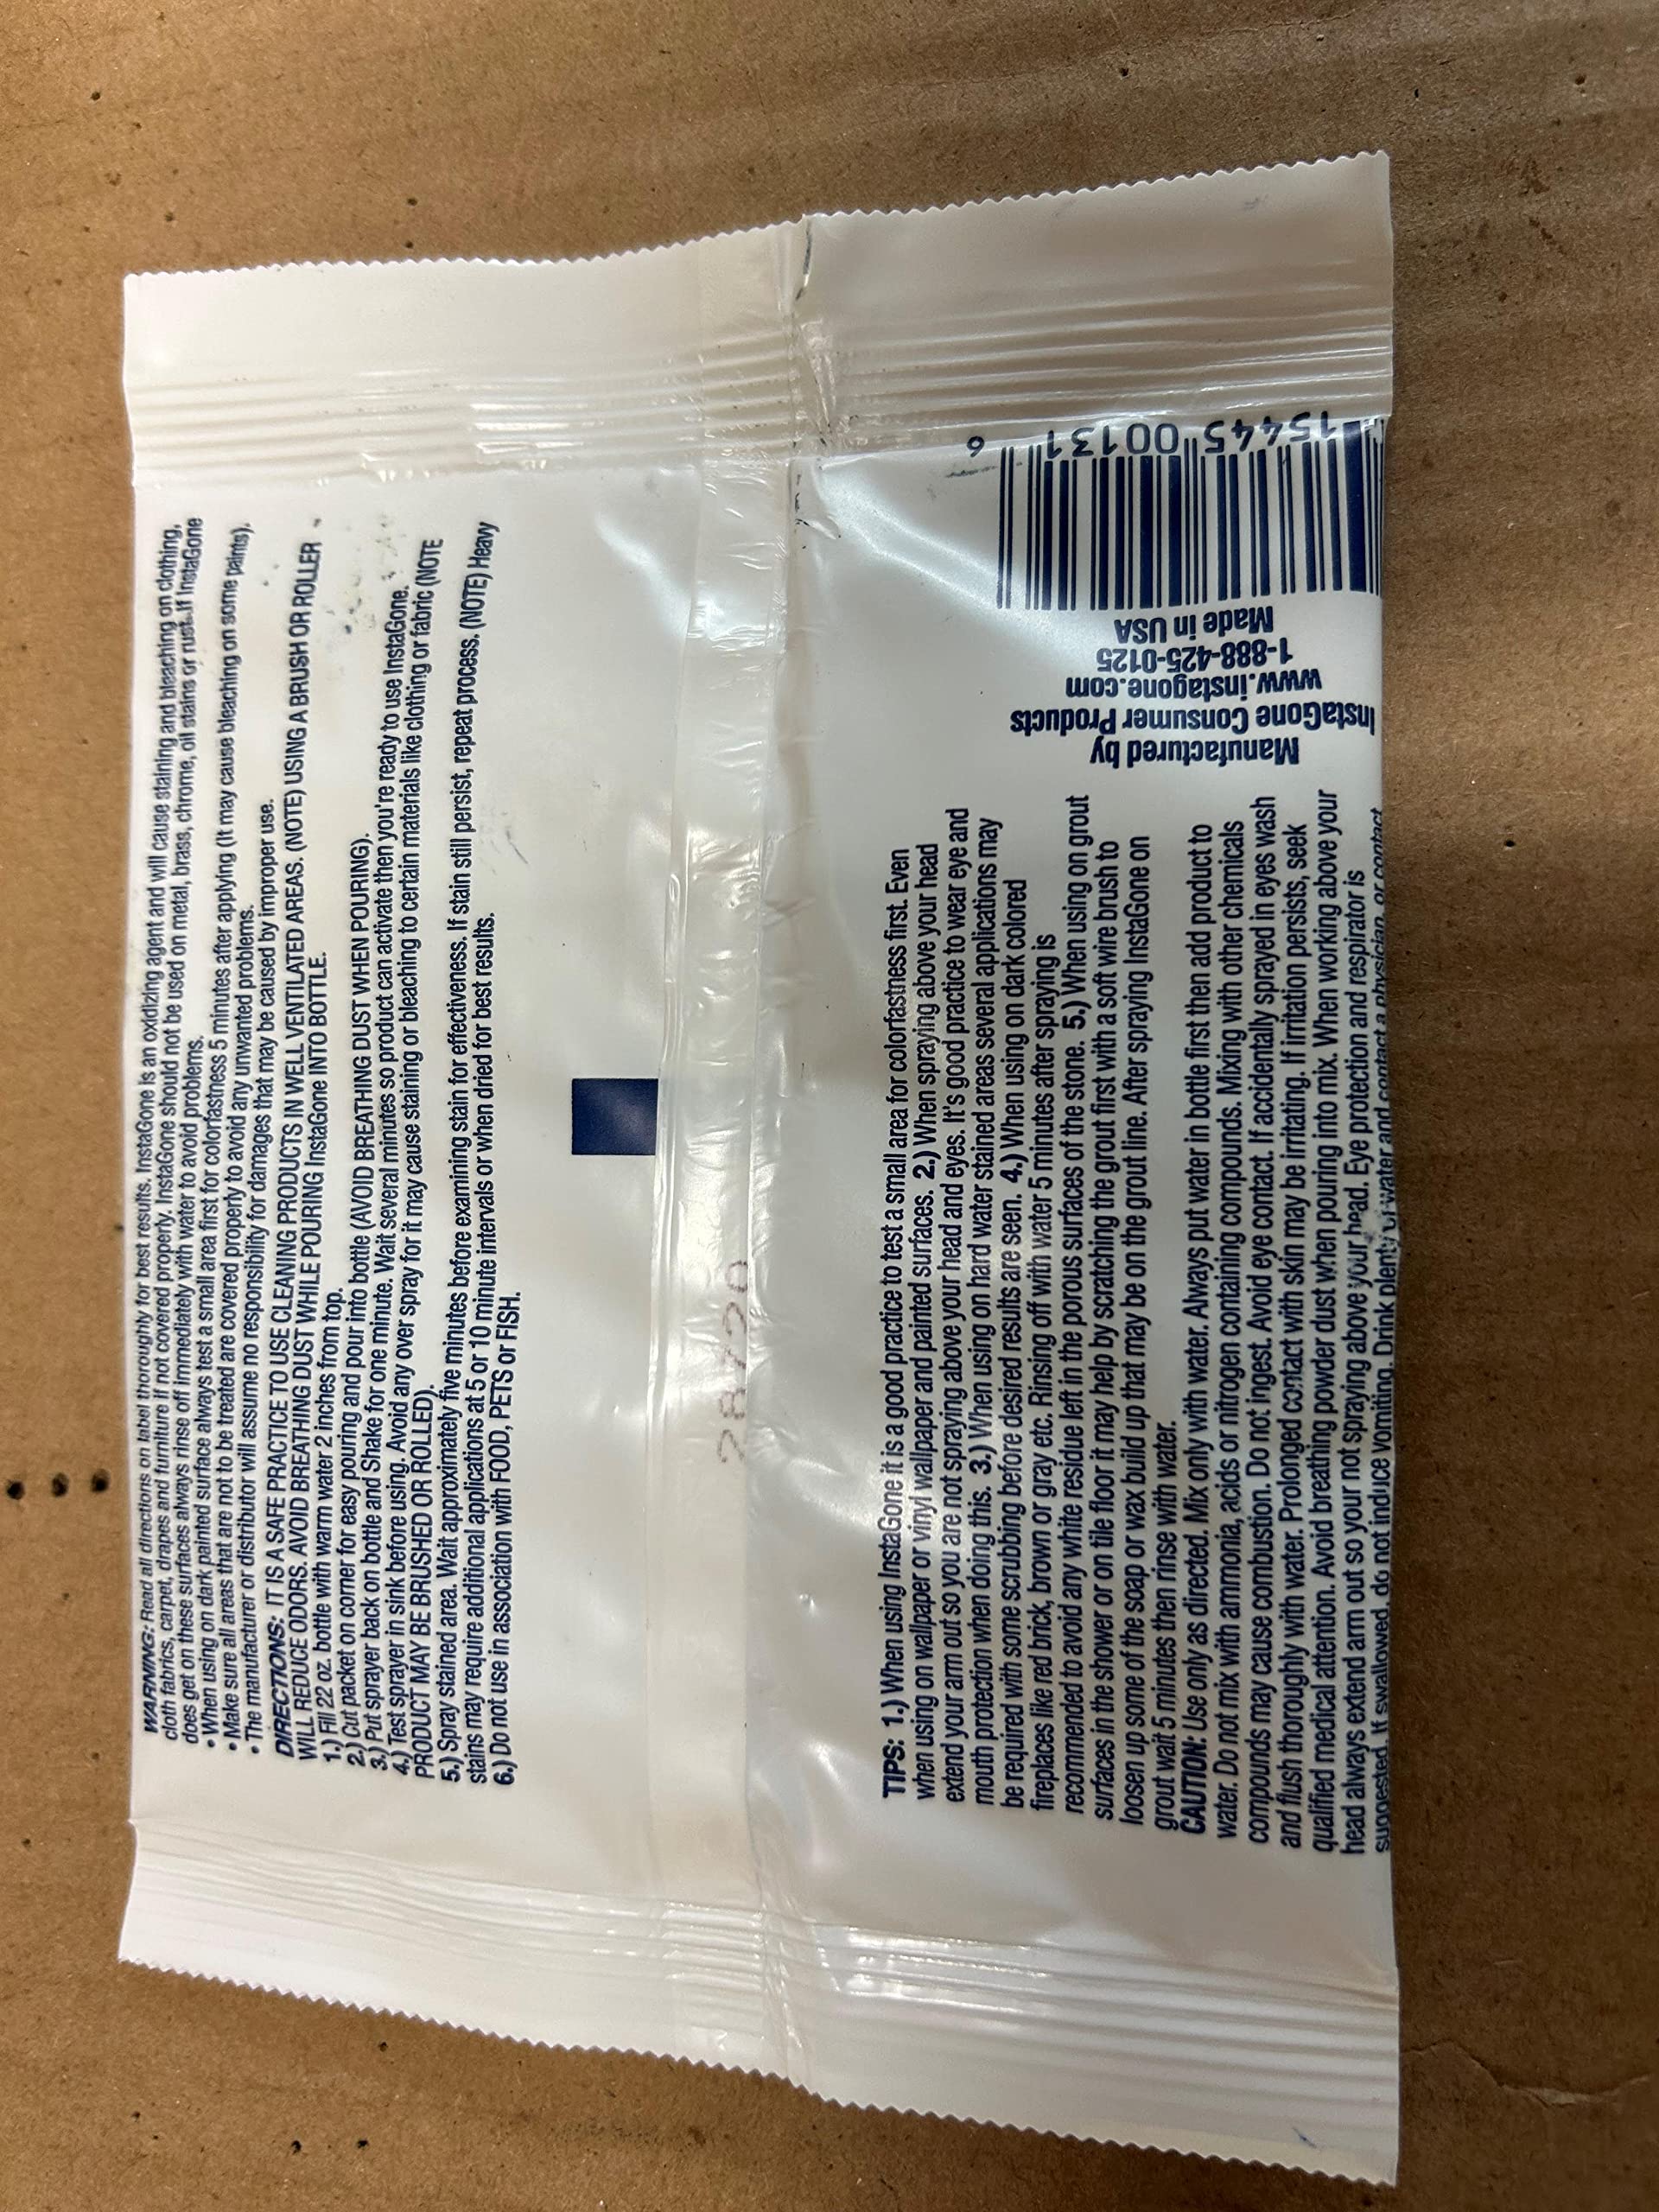 WARNING: Read all directions on label thoroughly for best results. InstaGone is an oxidizing agent and will cause staining and bleaching on clothing,
cloth fabrics, carpet, drapes and furniture if not covered properly. InstaGone should not be used on metal, brass, chrome, oil stains or rust. If InstaGone
does get on these surfaces always rinse off immediately with water to avoid problems.
• When using on dark painted surface always test a small area first for colorfastness 5 minutes after applying (It may cause bleaching on some paints).
• Make sure all areas that are not to be treated are covered properly to avoid any unwanted problems.
• The manufacturer or distributor will assume no responsibility for damages that may be caused by improper use.
DIRECTIONS: IT IS A SAFE PRACTICE TO USE CLEANING PRODUCTS IN WELL VENTILATED AREAS. (NOTE) USING A BRUSH OR ROLLER
WILL REDUCE ODORS. AVOID BREATHING DUST WHILE POURING InstaGone INTO BOTTLE.
1.) Fill 22 oz. bottle with warm water 2 inches from top.
2.) Cut packet on corner for easy pouring and pour into bottle (AVOID BREATHING DUST WHEN POURING).
3.) Put sprayer back on bottle and Shake for one minute. Wait several minutes so product can activate then you're ready to use InstaGone.
4.) Test sprayer in sink before using. Avoid any over spray for it may cause staining or bleaching to certain materials like clothing or fabric (NOTE
PRODUCT MAY BE BRUSHED OR ROLLED).
5.) Spray stained area. Wait approximately five minutes before examining stain for effectiveness. If stain still persist, repeat process. (NOTE) Heavy
stains may require additional applications at 5 or 10 minute intervals or when dried for best results.
6.) Do not use in association with FOOD, PETS or FISH.
TIPS: 1.) When using InstaGone it is a good practice to test a small area for colorfastness first. Even
when using on wallpaper or vinyl wallpaper and painted surfaces. 2.) When spraying above your head
extend your arm out so you are not spraying above your head and eyes. It's good practice to wear eye and
mouth protection when doing this. 3.) When using on hard water stained areas several applications may
be required with some scrubbing before desired results are seen. 4.) When using on dark colored
fireplaces like red brick, brown or gray etc. Rinsing off with water 5 minutes after spraying is
recommended to avoid any white residue left in the porous surfaces of the stone. 5.) When using on grout
surfaces in the shower or on tile floor it may help by scratching the grout first with a soft wire brush to
loosen up some of the soap or wax build up that may be on the grout line. After spraying InstaGone on
grout wait 5 minutes then rinse with water.
CAUTION: Use only as directed. Mix only with water. Always put water in bottle first then add product to
water. Do not mix with ammonia, acids or nitrogen containing compounds. Mixing with other chemicals
compounds may cause combustion. Do not ingest. Avoid eye contact. If accidentally sprayed in eyes wash
and flush thoroughly with water. Prolonged contact with skin may be irritating. If irritation persists, seek
qualified medical attention. Avoid breathing powder dust when pouring into mix. When working above your
head always extend arm out so your not spraying above your head. Eye protection and respirator is
suggested. If swallowed, do not induce vomiting. Drink plenty of water and contact a physician, or contact
Manufactured by
InstaGone Consumer Products
www.instagone.com
1-888-425-0125
Made in USA
15445 00131 6